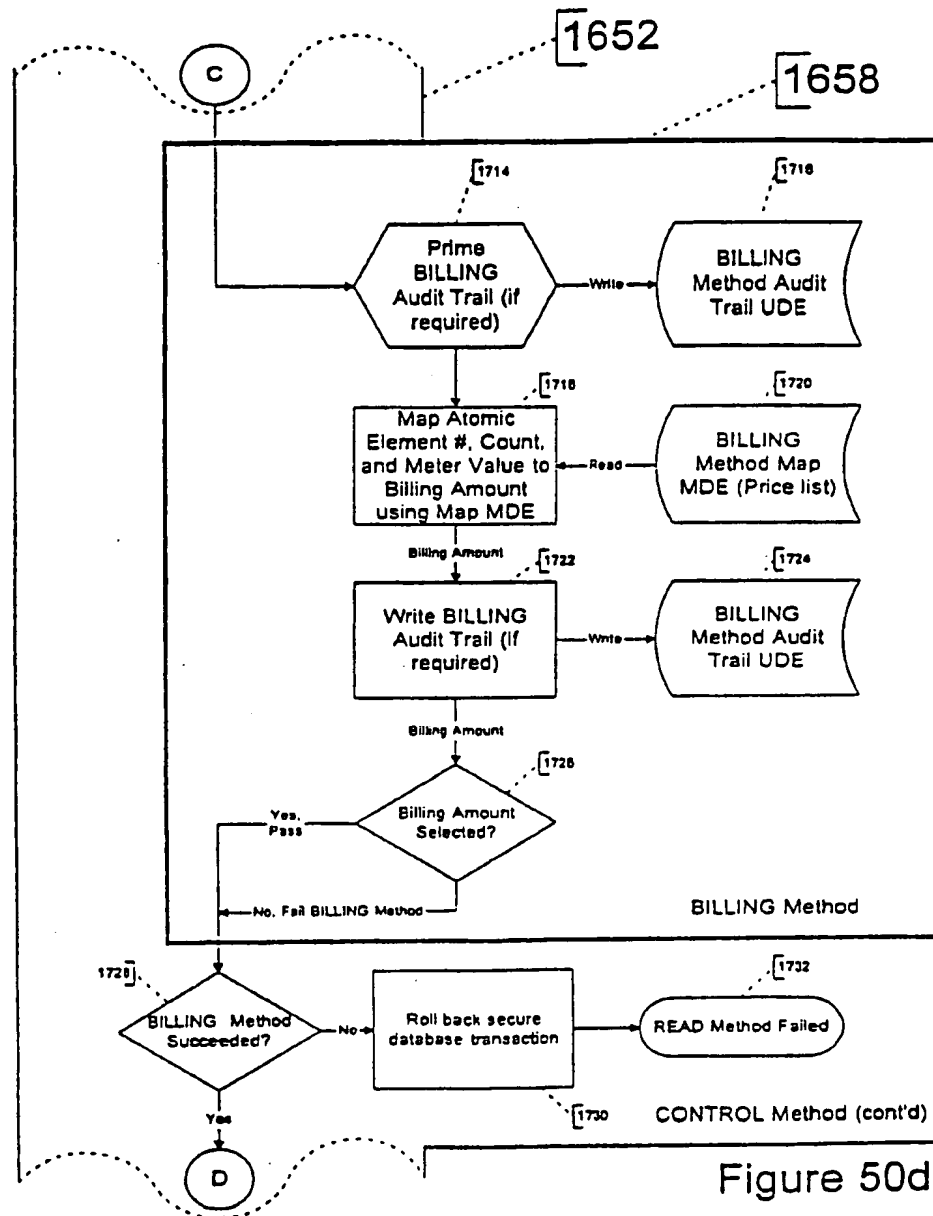 1652
C
1658
1714
1716
Prime
BILLING
Audit Trail (if
required)
Write
BILLING
Method Audit
Trail UDE
1718
1720
Map Atomic
Element #, Count,
and Meter Value to
Billing Amount
using Map MDE
Read
BILLING
Method Map
MDE (Price list)
Billing Amount
1722
1724
Write BILLING
Audit Trail (If
required)
Write
BILLING
Method Audit
Trail UDE
Billing Amount
1726
Billing Amount
Selected?
Yes,
Pass
No, Fail BILLING Method
BILLING Method
1728
BILLING Method
Succeeded?
No
Roll back secure
database transaction
1732
READ Method Failed
Yes
1730
CONTROL Method (cont'd)
D
Figure 50d